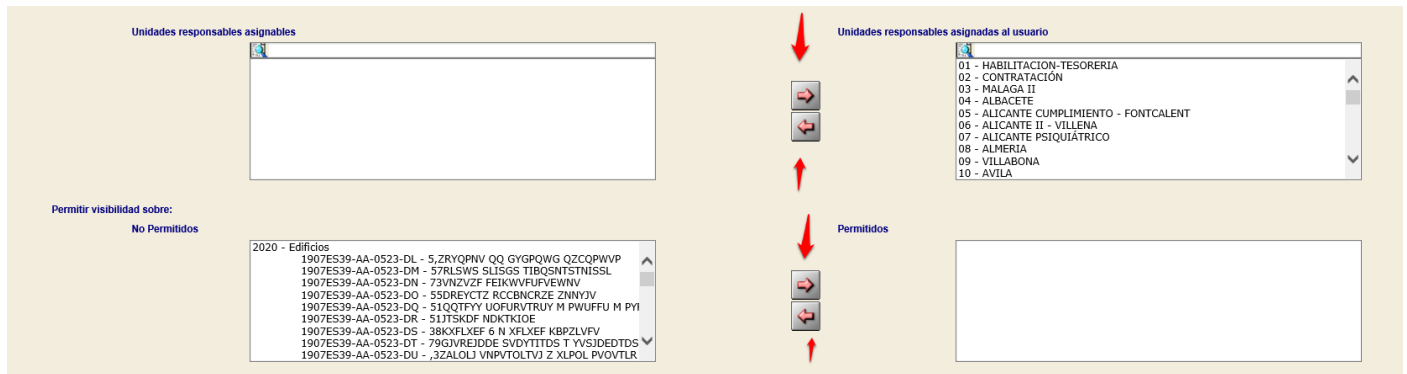 Unidades responsables asignables
Unidades responsables asignadas al usuario
01 - HABILITACION-TESORERIA
02 - CONTRATACIÓN
03 - MALAGA II
04 - ALBACETE
05 - ALICANTE CUMPLIMIENTO - FONTCALENT
06 - ALICANTE II - VILLENA
07 - ALICANTE PSIQUIÁTRICO
08 - ALMERIA
09 - VILLABONA
10 - AVILA
Permitir visibilidad sobre:
No Permitidos
Permitidos
2020 - Edificios
1907ES39-AA-0523-DL - 5,ZRYQPNV QQ GYGPQWG QZCQPWVP
1907ES39-AA-0523-DM - 57RLSWS SLISGS TIBQSNTSTNISSL
1907ES39-AA-0523-DN - 73VNZVZF FEIKWVFUFVEWNV
1907ES39-AA-0523-DO - 55DREYCTZ RCCBNCRZE ZNNYJV
1907ES39-AA-0523-DQ - 51QQTFYY UOFURVTRUY M PWUFFU M PYI
1907ES39-AA-0523-DR - 51JTSKDF NDKTKIOE
1907ES39-AA-0523-DS - 38KXFLXEF 6 N XFLXEF KBPZLVFV
1907ES39-AA-0523-DT - 79GJVREJDDE SVDYTITDS T YVSJDEDTDS
1907ES39-AA-0523-DU - ,3ZALOLJ VNPVTOLTVJ Z XLPOL PVOVTLR